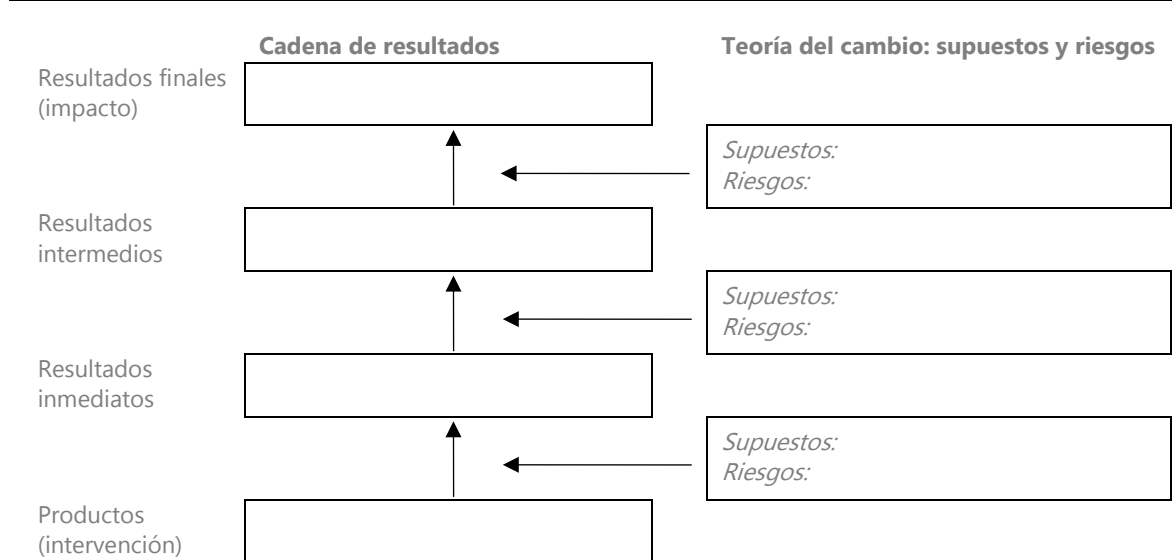 Cadena de resultados
Teoría del cambio: supuestos y riesgos
Resultados finales
(impacto)
Supuestos:
Riesgos:
Resultados
intermedios
Supuestos:
Riesgos:
Resultados
inmediatos
Supuestos:
Riesgos:
Productos
(intervención)